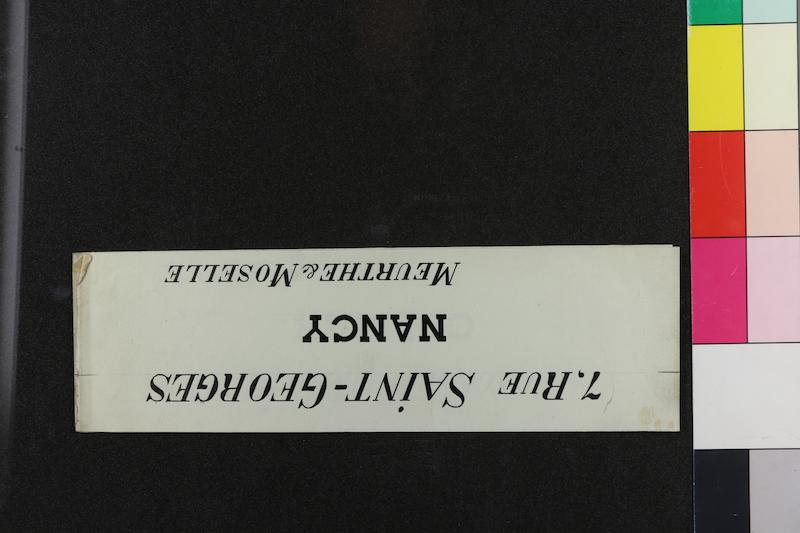 7, RUE SAiNT-GEORGES
NANCY
MEURTHE & MOSELLE